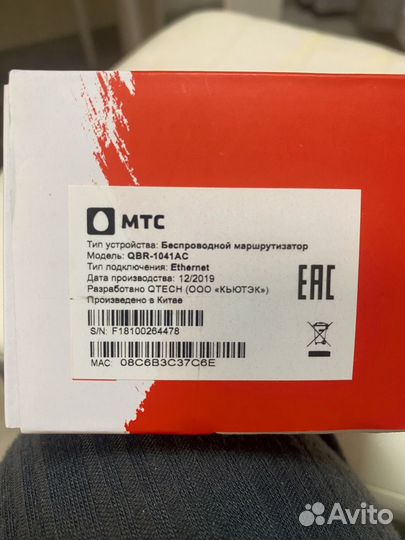 МТС
Тип устройства: Беспроводной маршрутизатор
Модель: QBR-1041AC
Тип подключения: Ethernet
Дата производства: 12/2019
Разработано QTECH (ООО «КЬЮТЭК»)
Произведено в Китае
EAC
S/N: F18100264478
MAC: 08C6B3C37C6E
Avito